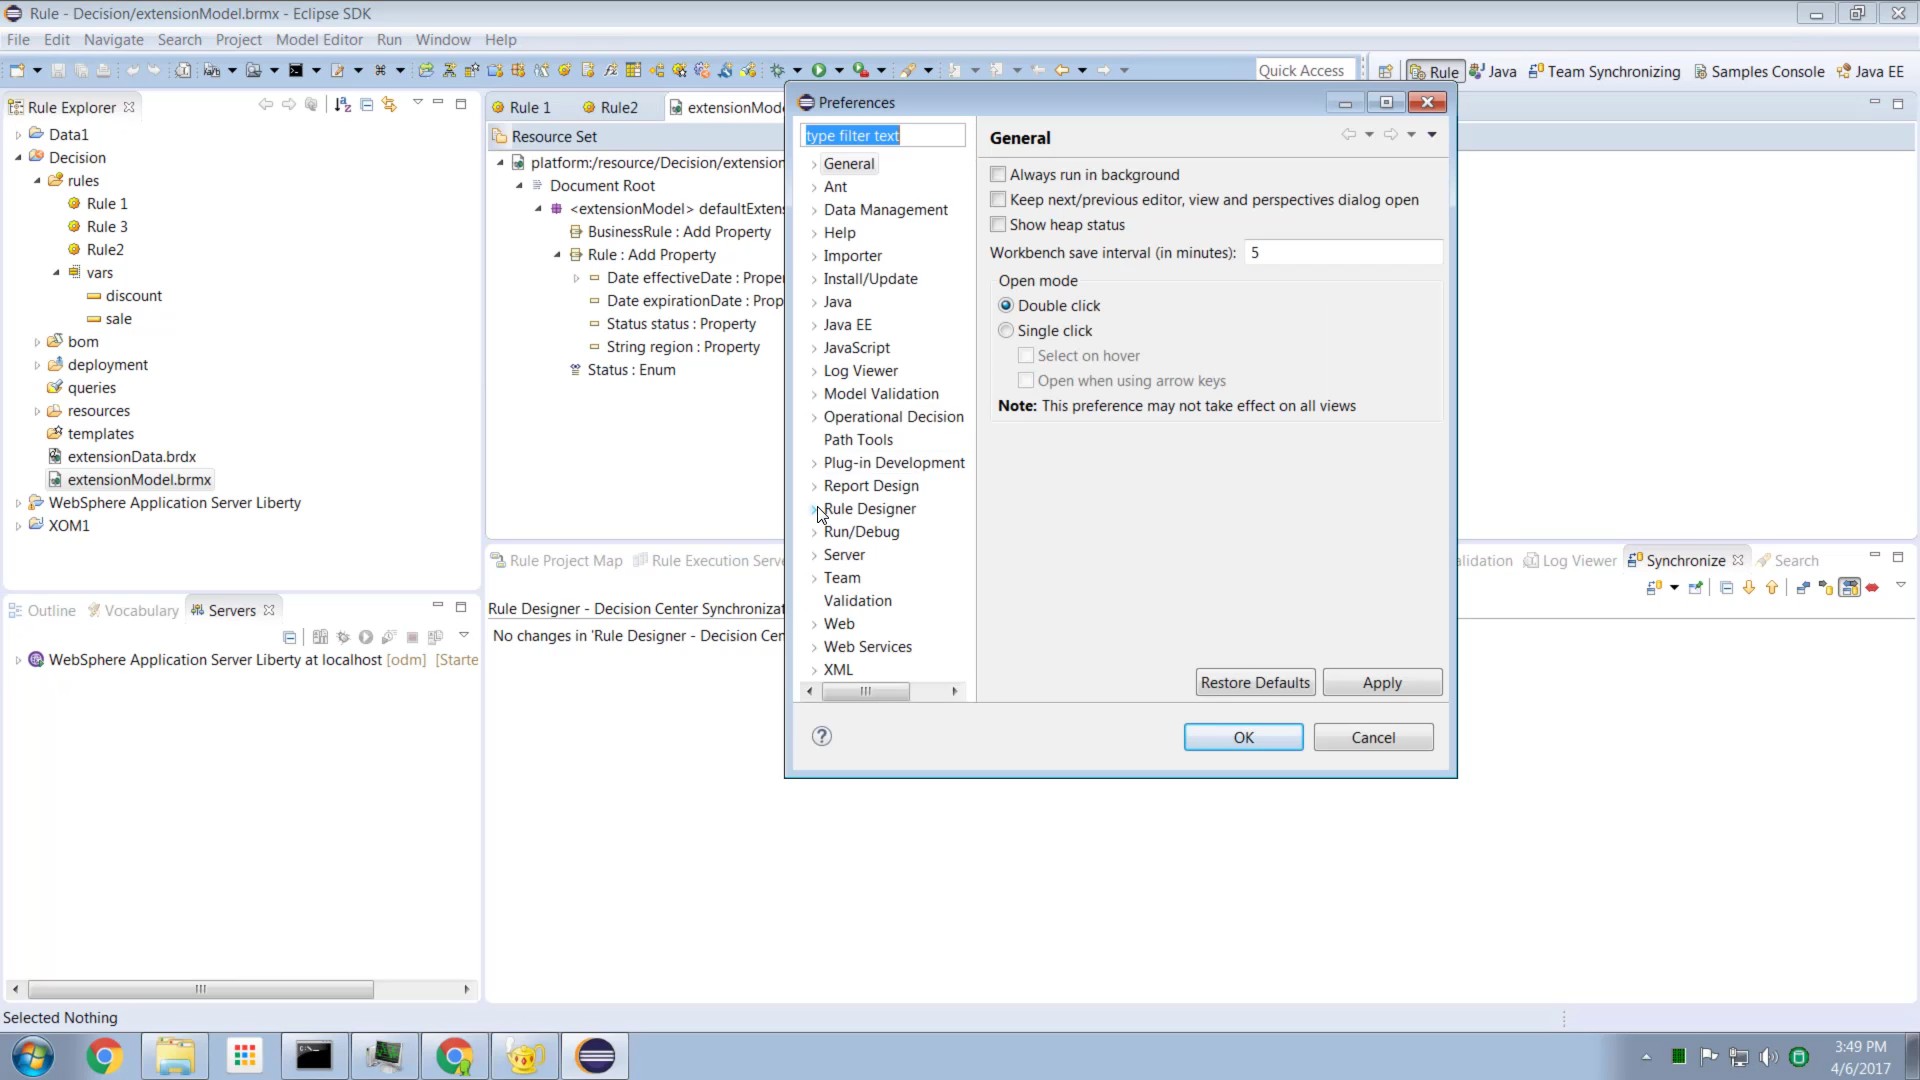 Rule - Decision/extensionModel.brmx - Eclipse SDK
File Edit Navigate Search Project Model Editor Run Window Help
Quick Access
Rule Java Team Synchronizing Samples Console Java EE
Rule Explorer
Data1
Decision
rules
Rule 1
Rule 3
Rule2
vars
discount
sale
bom
deployment
queries
resources
templates
extensionData.brdx
extensionModel.brmx
WebSphere Application Server Liberty
XOM1
Rule 1 Rule2 extensionMode
Resource Set
platform:/resource/Decision/extension
Document Root
<extensionModel> defaultExtens
BusinessRule : Add Property
Rule : Add Property
Date effectiveDate : Proper
Date expirationDate : Prop
Status status : Property
String region : Property
Status : Enum
Preferences
type filter text
General
Ant
Data Management
Help
Importer
Install/Update
Java
Java EE
JavaScript
Log Viewer
Model Validation
Operational Decision
Path Tools
Plug-in Development
Report Design
Rule Designer
Run/Debug
Server
Team
Validation
Web
Web Services
XML
General
Always run in background
Keep next/previous editor, view and perspectives dialog open
Show heap status
Workbench save interval (in minutes): 5
Open mode
Double click
Single click
Select on hover
Open when using arrow keys
Note: This preference may not take effect on all views
Restore Defaults Apply
OK Cancel
Outline Vocabulary Servers
WebSphere Application Server Liberty at localhost [odm] [Starte
Rule Project Map Rule Execution Serve
alidation Log Viewer Synchronize Search
Rule Designer - Decision Center Synchronizat
No changes in 'Rule Designer - Decision Cen
Selected Nothing
3:49 PM
4/6/2017